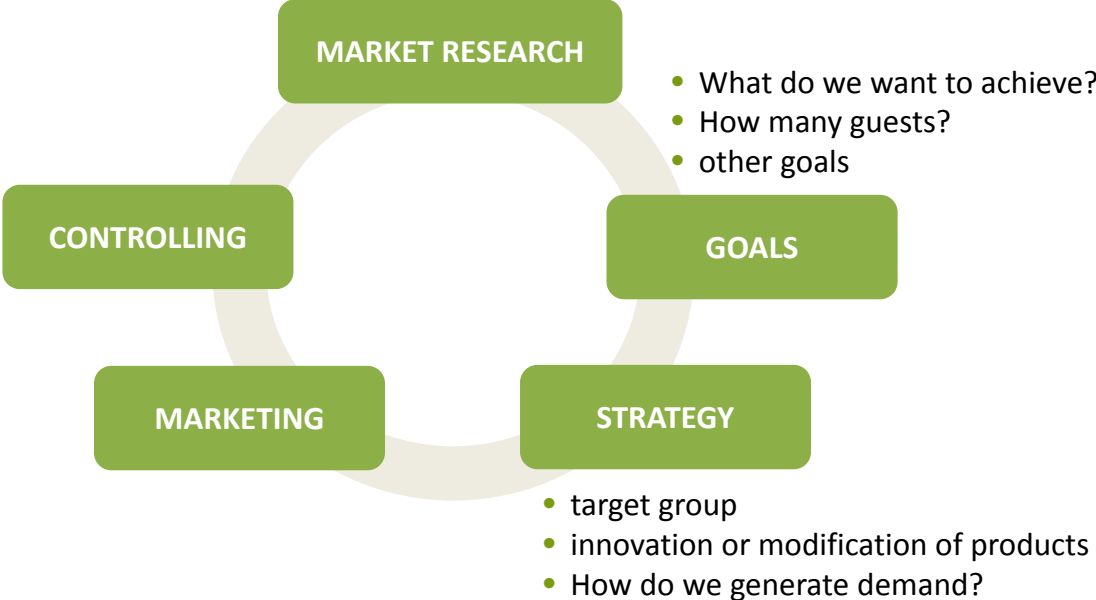 MARKET RESEARCH
• What do we want to achieve?
• How many guests?
• other goals
CONTROLLING
GOALS
MARKETING
STRATEGY
• target group
• innovation or modification of products
• How do we generate demand?